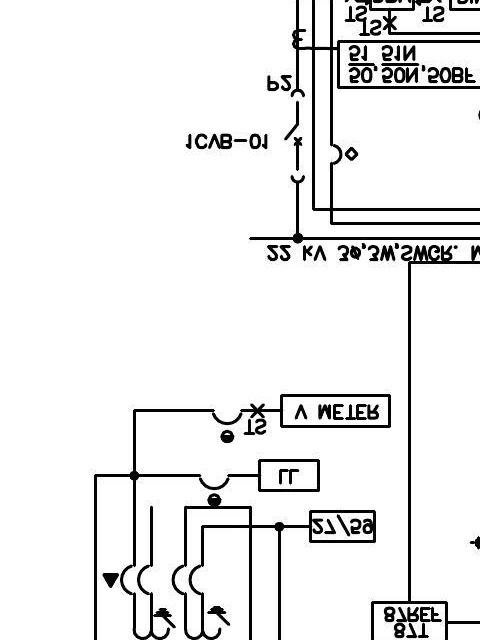 TS TS
TS
51 51N
50,50N,50BF
P2
1CVB-01
22 kV 3ø,3W,SWGR.
V METER
TS
LL
27/59
87REF
87T